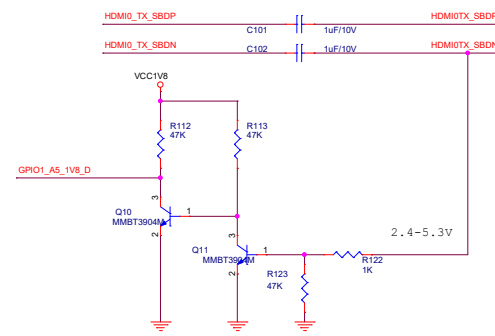 HDMI0_TX_SBDP
HDMI0TX_SBDP
C101
1uF/10V
HDMI0_TX_SBDN
HDMI0TX_SBDN
C102
1uF/10V
VCC1V8
R112
47K
R113
47K
GPIO1_A5_1V8_D
3
Q10
1
MMBT3904M
2
3
2.4-5.3V
Q11
1
MMBT3904M
R122
1K
2
R123
47K